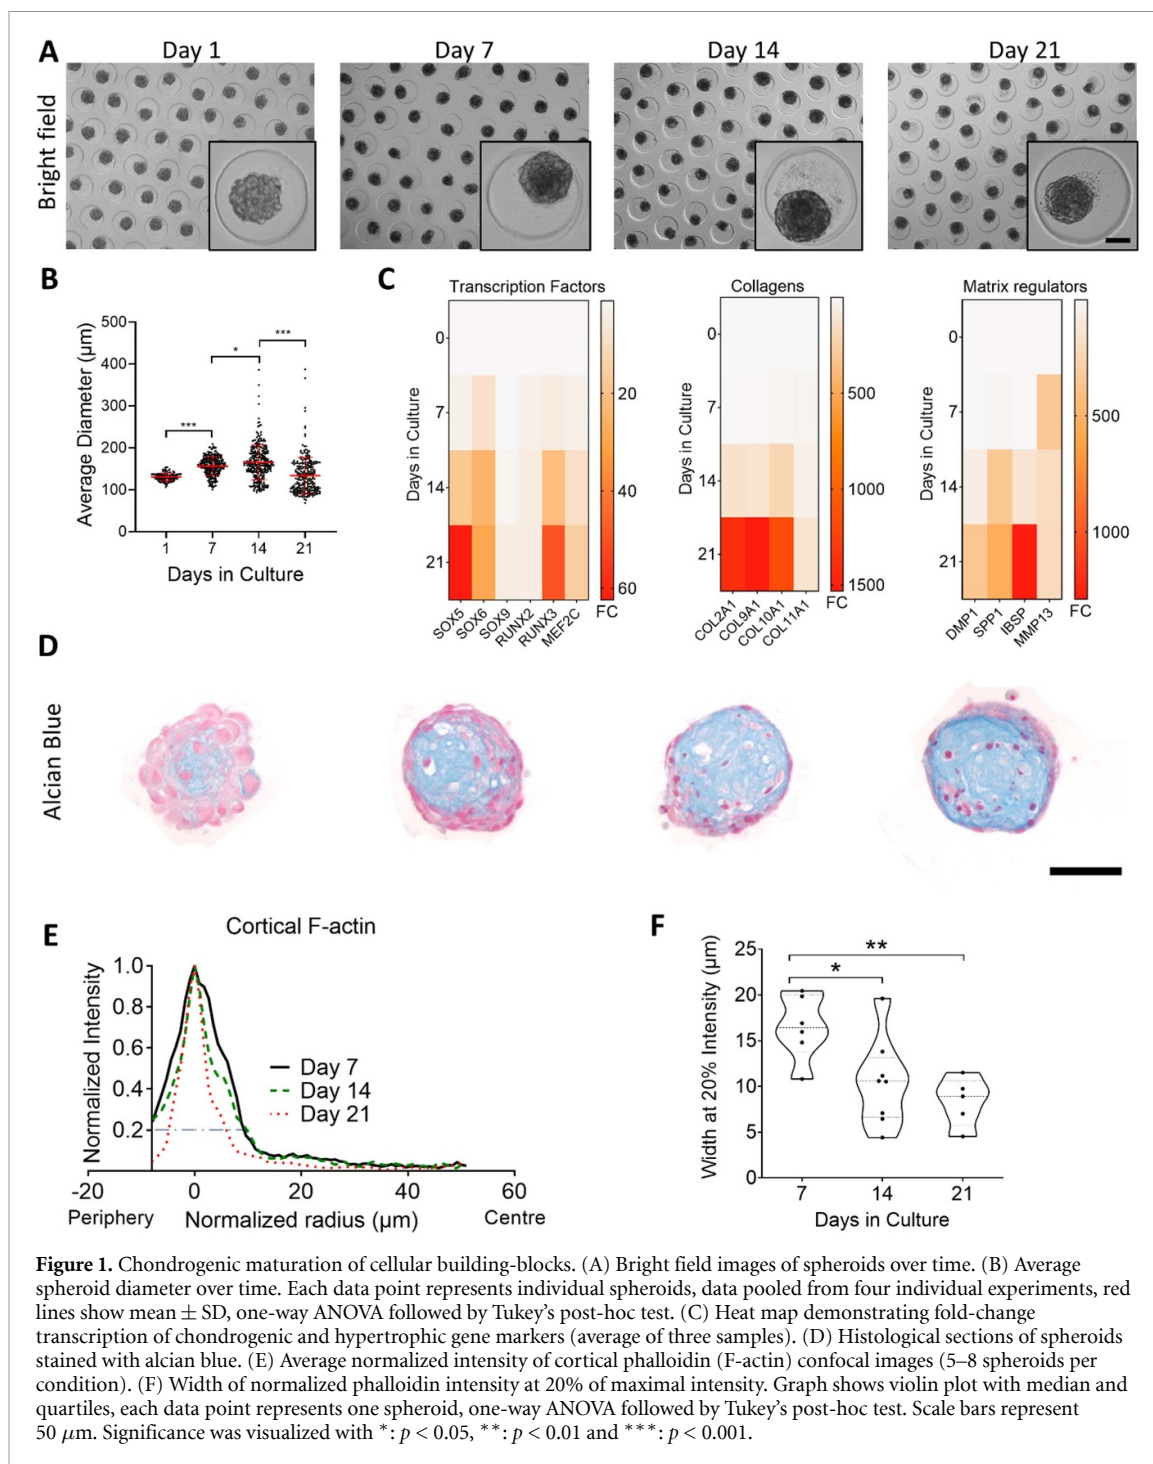 A
Day 1
Day 7
Day 14
Day 21
Bright field
B
Average Diameter (µm)
500
400
300
200
100
0
***
*
***
1
7
14
21
Days in Culture
C
Transcription Factors
Days in Culture
0
7
14
21
SOX5
SOX6
SOX9
RUNX2
RUNX3
MEF2C
20
40
60
FC
Collagens
Days in Culture
0
7
14
21
COL2A1
COL9A1
COL10A1
COL11A1
500
1000
1500
FC
Matrix regulators
Days in Culture
0
7
14
21
DMP1
SPP1
IBSP
MMP13
500
1000
FC
D
Alcian Blue
E
Cortical F-actin
Normalized Intensity
1.0
0.8
0.6
0.4
0.2
Day 7
Day 14
Day 21
-20
0
20
40
60
Periphery
Normalized radius (µm)
Centre
F
Width at 20% Intensity (µm)
25
20
15
10
5
0
**
*
7
14
21
Days in Culture
Figure 1. Chondrogenic maturation of cellular building-blocks. (A) Bright field images of spheroids over time. (B) Average
spheroid diameter over time. Each data point represents individual spheroids, data pooled from four individual experiments, red
lines show mean ± SD, one-way ANOVA followed by Tukey's post-hoc test. (C) Heat map demonstrating fold-change
transcription of chondrogenic and hypertrophic gene markers (average of three samples). (D) Histological sections of spheroids
stained with alcian blue. (E) Average normalized intensity of cortical phalloidin (F-actin) confocal images (5–8 spheroids per
condition). (F) Width of normalized phalloidin intensity at 20% of maximal intensity. Graph shows violin plot with median and
quartiles, each data point represents one spheroid, one-way ANOVA followed by Tukey's post-hoc test. Scale bars represent
50 µm. Significance was visualized with *: p < 0.05, **: p < 0.01 and ***: p < 0.001.